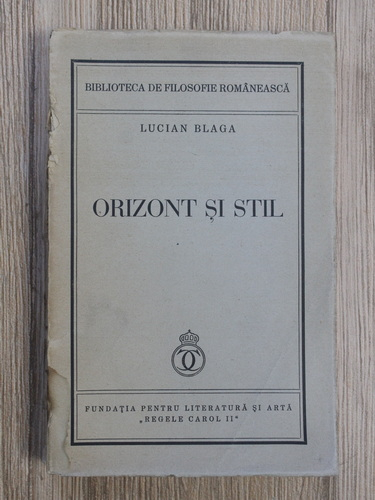 BIBLIOTECA DE FILOSOFIE ROMÂNEASCĂ
LUCIAN BLAGA
ORIZONT ȘI STIL
FUNDAȚIA PENTRU LITERATURĂ ȘI ARTĂ
„REGELE CAROL II“